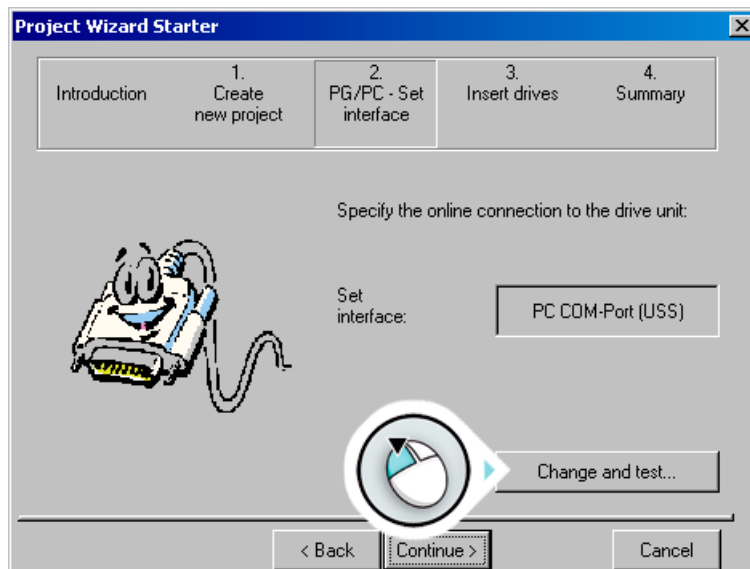 Project Wizard Starter
Introduction
1.
Create
new project
2.
PG/PC - Set
interface
3.
Insert drives
4.
Summary
Specify the online connection to the drive unit:
Set
interface:
PC COM-Port (USS)
Change and test...
< Back
Continue >
Cancel